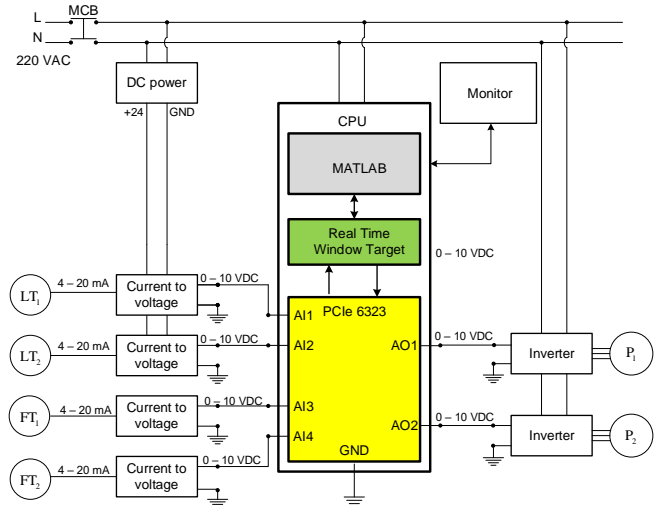 L
MCB
N
220 VAC
DC power
+24
GND
CPU
Monitor
MATLAB
Real Time
Window Target
0 – 10 VDC
LT1
4 – 20 mA
Current to
voltage
0 – 10 VDC
AI1
PCIe 6323
LT2
4 – 20 mA
Current to
voltage
0 – 10 VDC
AI2
AO1
0 – 10 VDC
Inverter
P1
FT1
4 – 20 mA
Current to
voltage
0 – 10 VDC
AI3
AO2
0 – 10 VDC
Inverter
P2
AI4
GND
FT2
4 – 20 mA
Current to
voltage
0 – 10 VDC